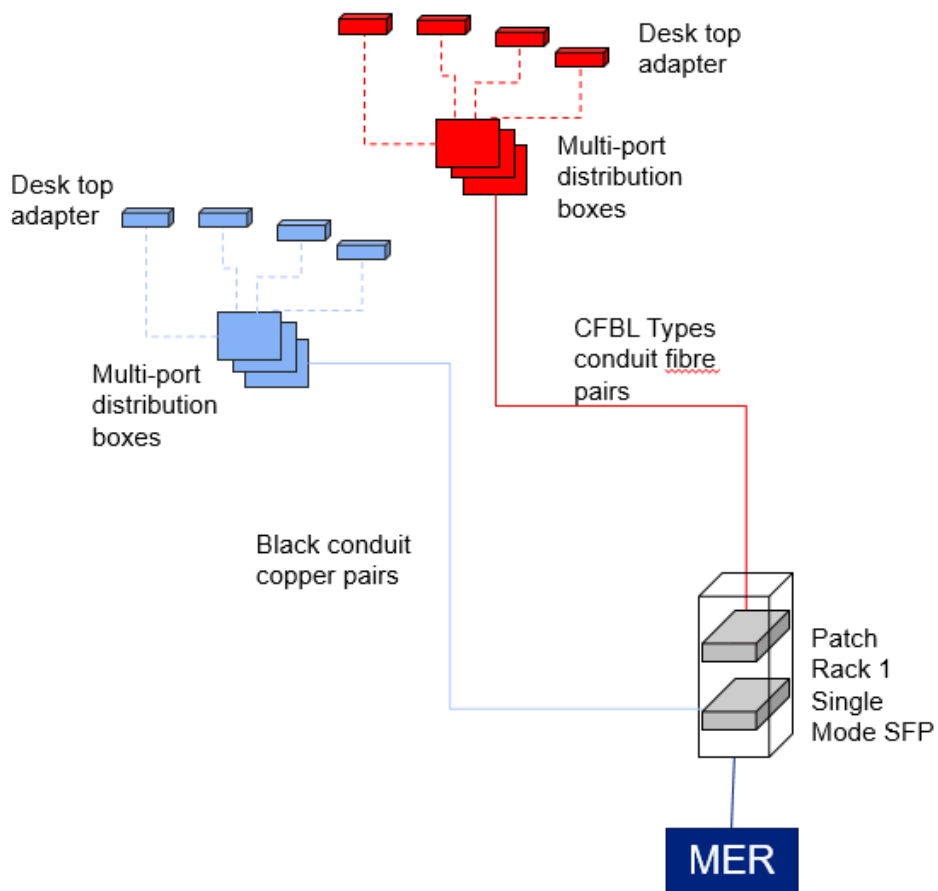 Desk top
adapter
Multi-port
distribution
boxes
Desk top
adapter
Multi-port
distribution
boxes
CFBL Types
conduit fibre
pairs
Black conduit
copper pairs
Patch
Rack 1
Single
Mode SFP
MER